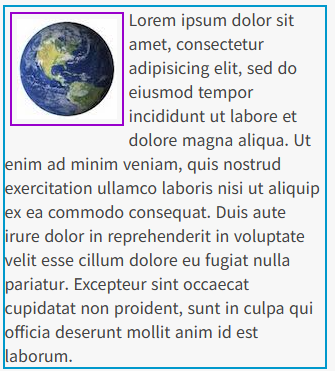 Lorem ipsum dolor sit
amet, consectetur
adipisicing elit, sed do
eiusmod tempor
incididunt ut labore et
dolore magna aliqua. Ut
enim ad minim veniam, quis nostrud
exercitation ullamco laboris nisi ut aliquip
ex ea commodo consequat. Duis aute
irure dolor in reprehenderit in voluptate
velit esse cillum dolore eu fugiat nulla
pariatur. Excepteur sint occaecat
cupidatat non proident, sunt in culpa qui
officia deserunt mollit anim id est
laborum.